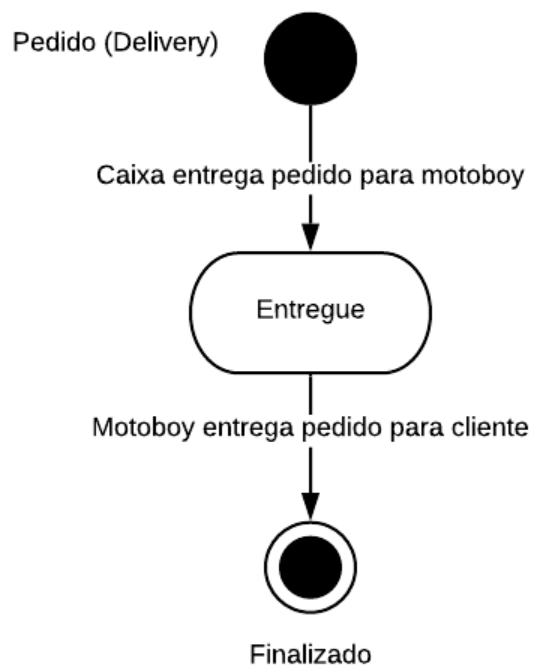 Pedido (Delivery)
Caixa entrega pedido para motoboy
Entregue
Motoboy entrega pedido para cliente
Finalizado